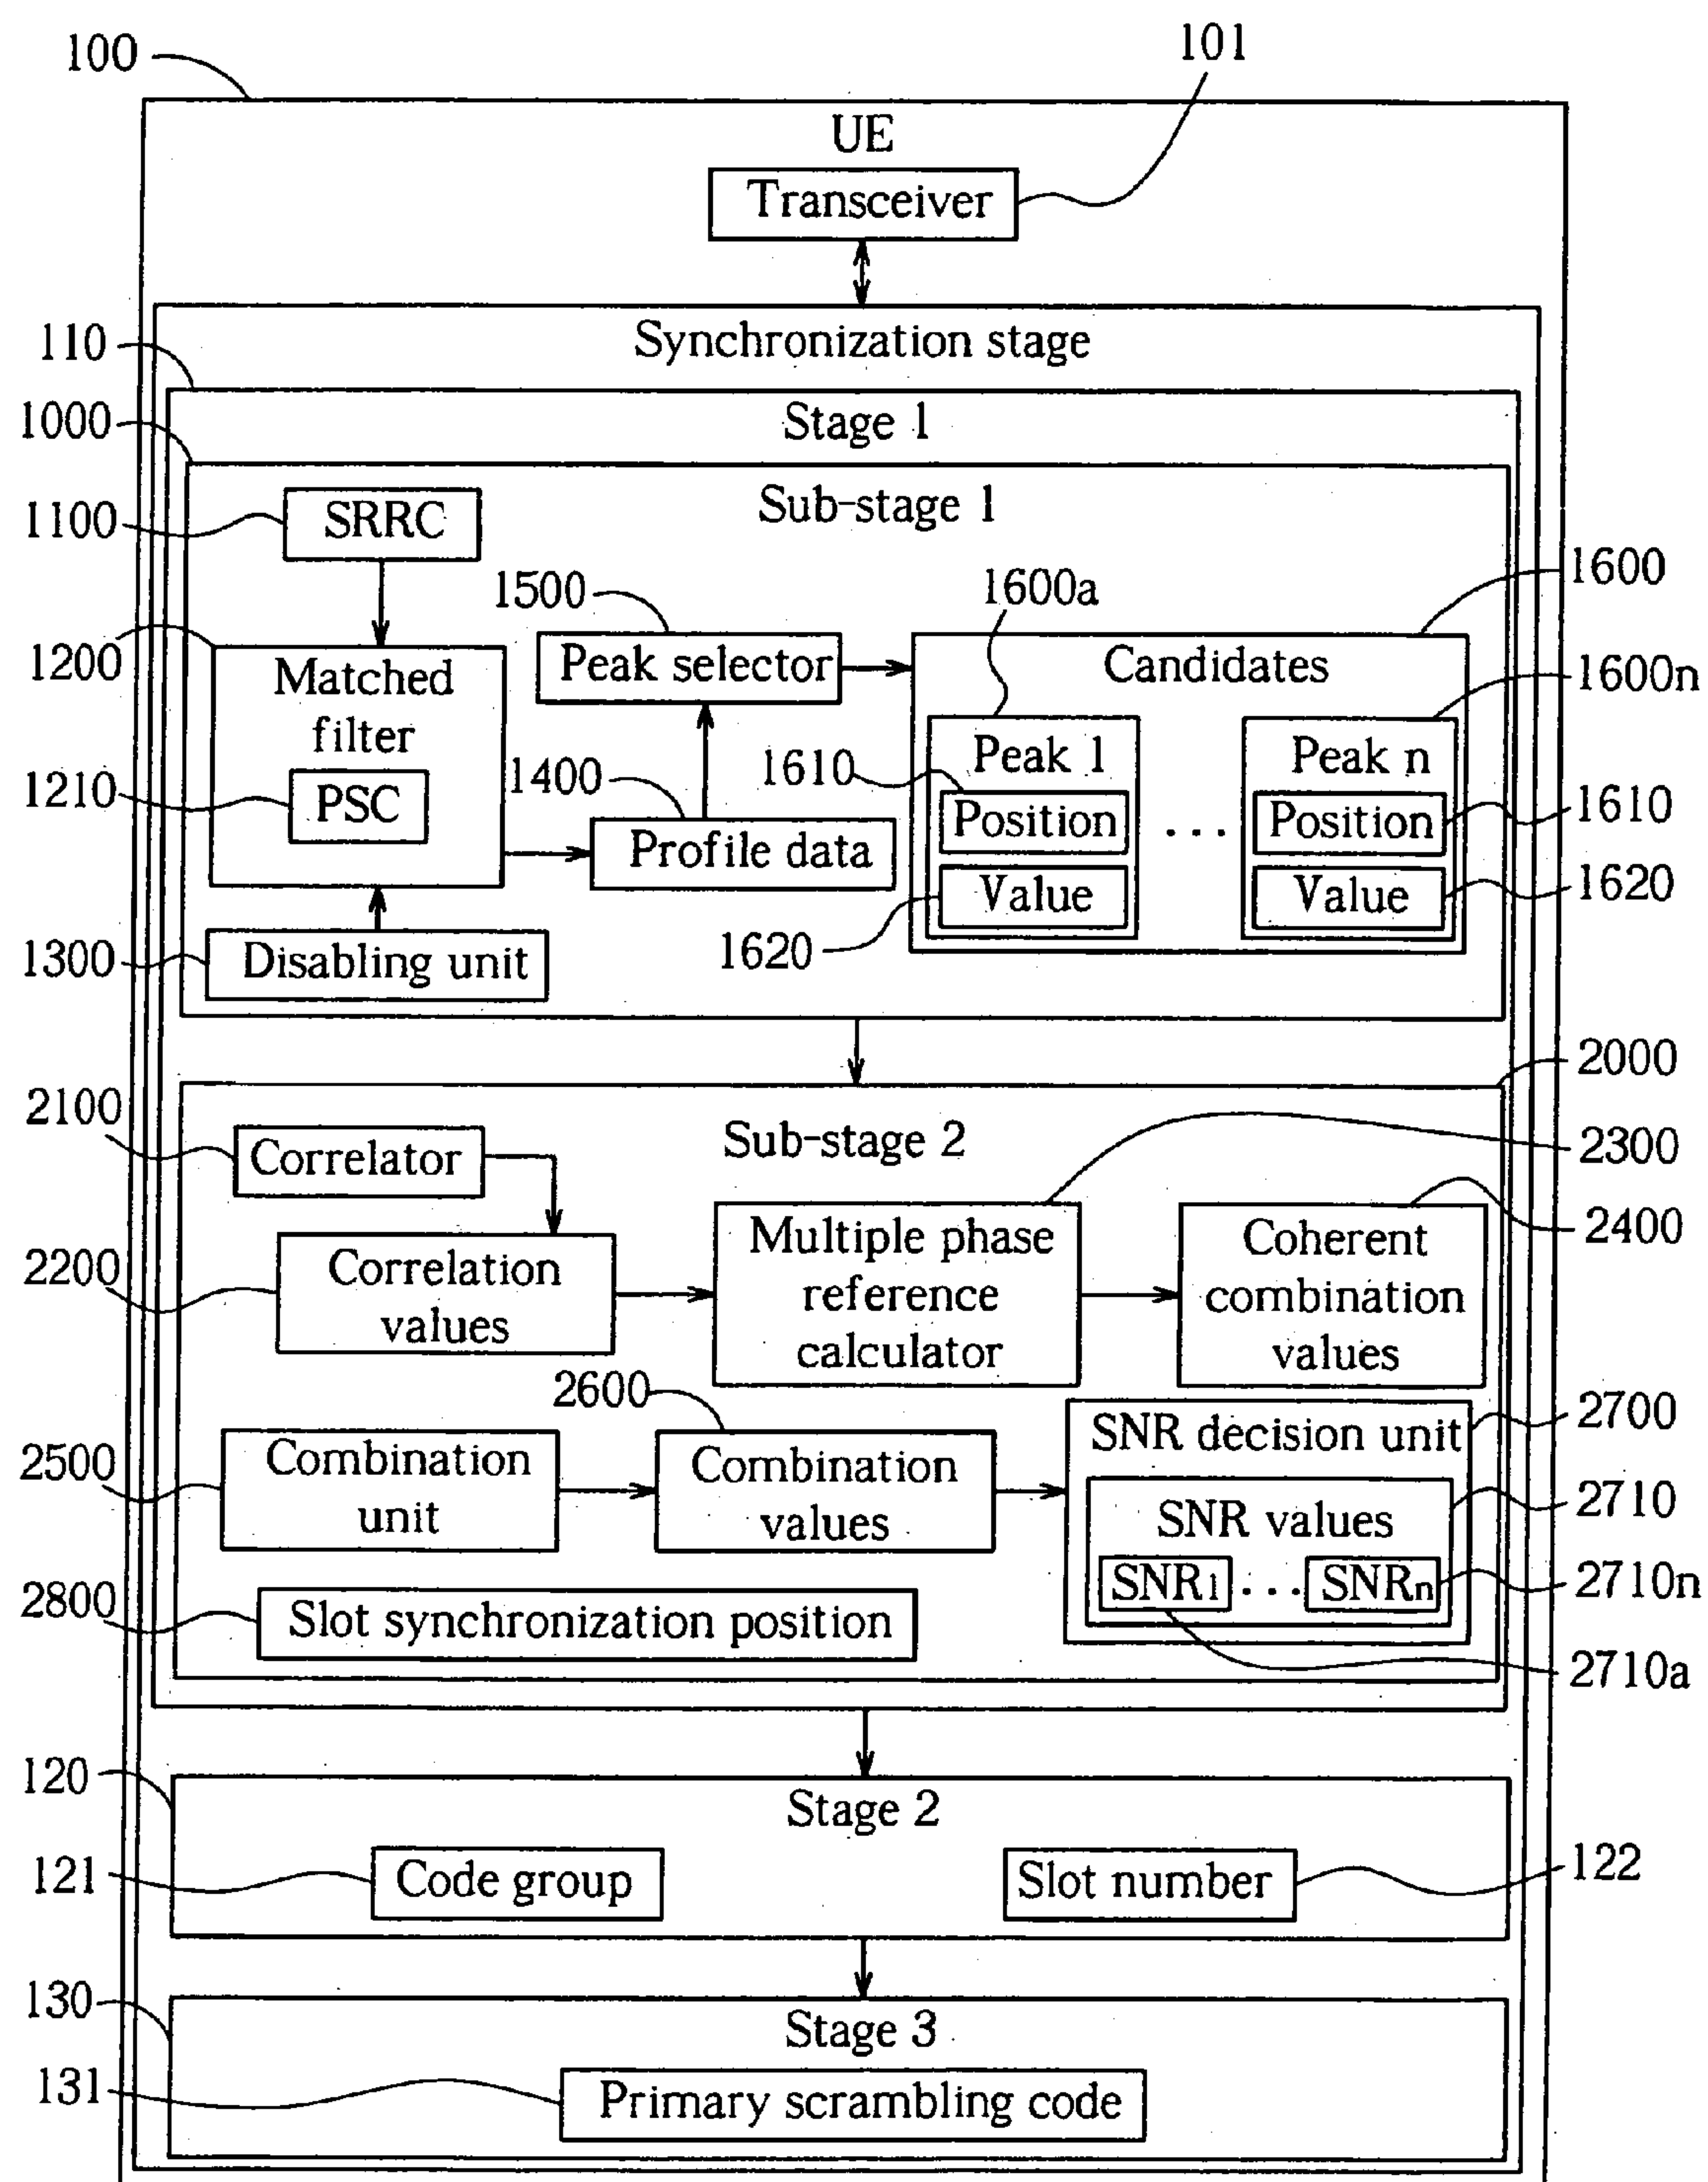 100
101
UE
Transceiver
110
Synchronization stage
1000
Stage 1
1100
SRRC
Sub-stage 1
1500
1600a
1600
1200
Matched
filter
Peak selector
Candidates
1600n
1210
PSC
1400
1610
Peak 1
Peak n
Position
...
Position
1610
Profile data
Value
Value
1620
1300
Disabling unit
1620
2000
2100
Correlator
Sub-stage 2
2300
2200
Correlation
values
Multiple phase
reference
calculator
Coherent
combination
values
2400
2600
2500
Combination
unit
Combination
values
SNR decision unit
2700
SNR values
2710
SNR1
...
SNRn
2710n
2800
Slot synchronization position
2710a
120
Stage 2
121
Code group
Slot number
122
130
Stage 3
131
Primary scrambling code